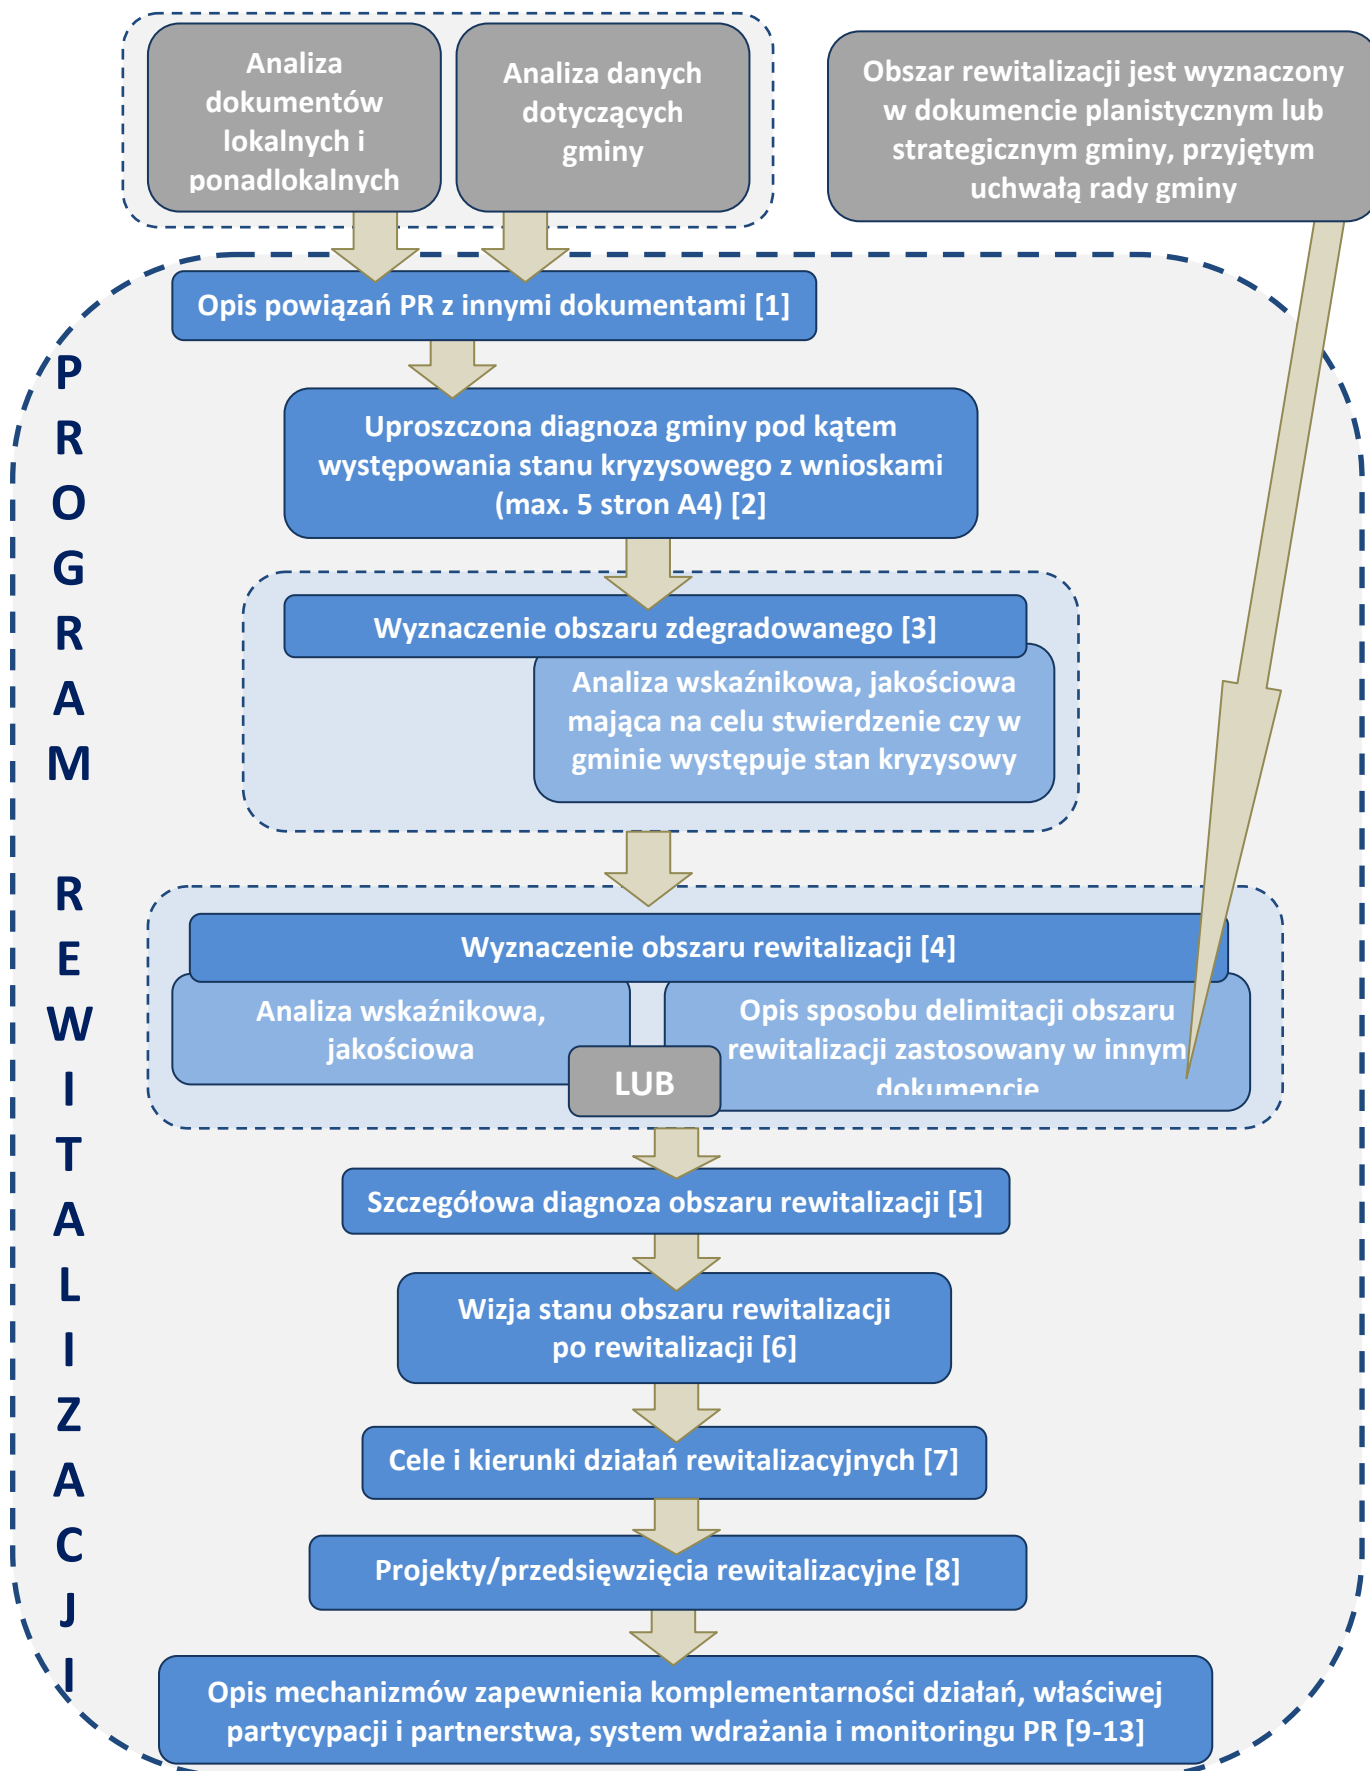 Analiza
dokumentów
lokalnych i
ponadlokalnych
Analiza danych
dotyczących
gminy
Obszar rewitalizacji jest wyznaczony
w dokumencie planistycznym lub
strategicznym gminy, przyjętym
uchwałą rady gminy
P
R
O
G
R
A
M
R
E
W
I
T
A
L
I
Z
A
C
J
I
Opis powiązań PR z innymi dokumentami [1]
Uproszczona diagnoza gminy pod kątem
występowania stanu kryzysowego z wnioskami
(max. 5 stron A4) [2]
Wyznaczenie obszaru zdegradowanego [3]
Analiza wskaźnikowa, jakościowa
mająca na celu stwierdzenie czy w
gminie występuje stan kryzysowy
Wyznaczenie obszaru rewitalizacji [4]
Analiza wskaźnikowa,
jakościowa
LUB
Opis sposobu delimitacji obszaru
rewitalizacji zastosowany w innym
dokumencie
Szczegółowa diagnoza obszaru rewitalizacji [5]
Wizja stanu obszaru rewitalizacji
po rewitalizacji [6]
Cele i kierunki działań rewitalizacyjnych [7]
Projekty/przedsięwzięcia rewitalizacyjne [8]
Opis mechanizmów zapewnienia komplementarności działań, właściwej
partycypacji i partnerstwa, system wdrażania i monitoringu PR [9-13]